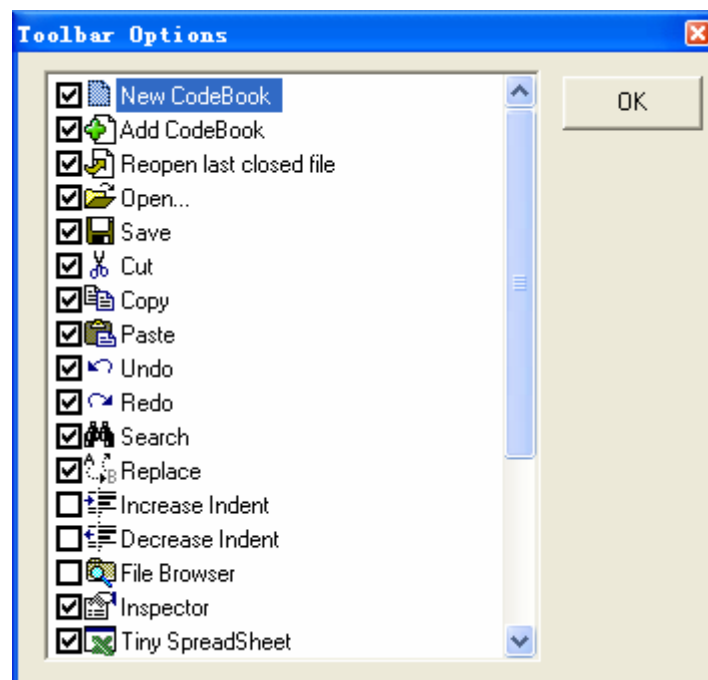 Toolbar Options
New CodeBook
OK
Add CodeBook
Reopen last closed file
Open...
Save
Cut
Copy
Paste
Undo
Redo
Search
Replace
Increase Indent
Decrease Indent
File Browser
Inspector
Tiny SpreadSheet